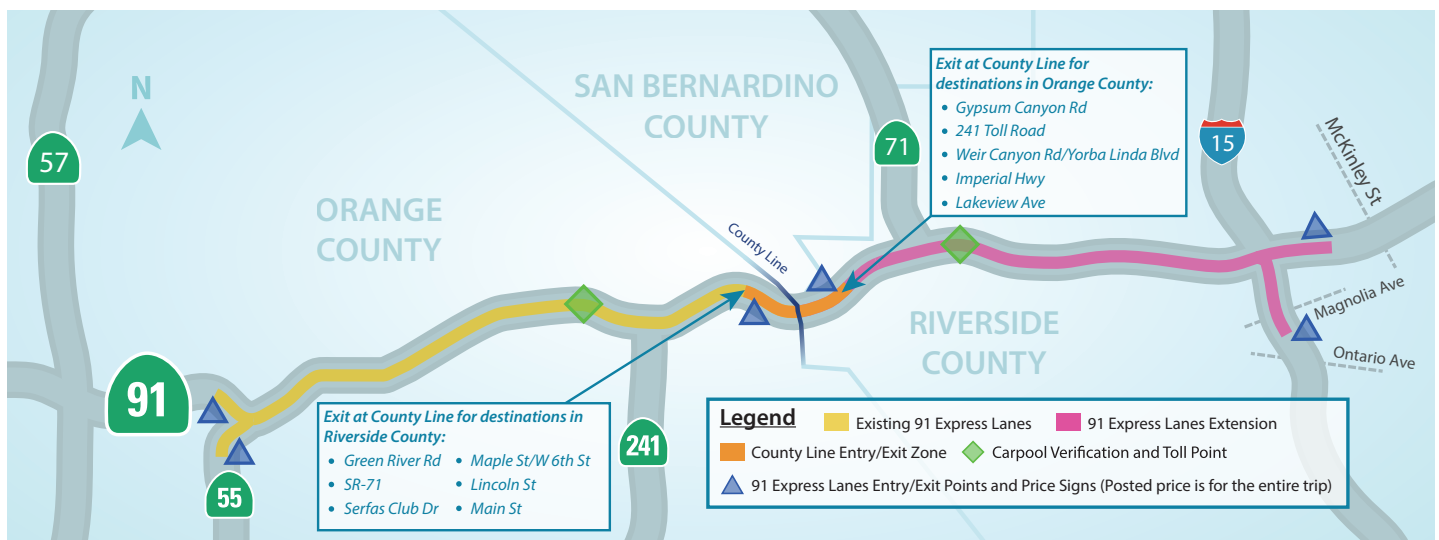 N
57
SAN BERNARDINO
COUNTY
71
Exit at County Line for
destinations in Orange County:
• Gypsum Canyon Rd
• 241 Toll Road
• Weir Canyon Rd/Yorba Linda Blvd
• Imperial Hwy
• Lakeview Ave
15
McKinley St
ORANGE
COUNTY
County Line
RIVERSIDE
COUNTY
Magnolia Ave
Ontario Ave
91
Exit at County Line for destinations in
Riverside County:
• Green River Rd • Maple St/W 6th St
• SR-71 • Lincoln St
• Serfas Club Dr • Main St
55
241
Legend
Existing 91 Express Lanes
91 Express Lanes Extension
County Line Entry/Exit Zone
Carpool Verification and Toll Point
91 Express Lanes Entry/Exit Points and Price Signs (Posted price is for the entire trip)